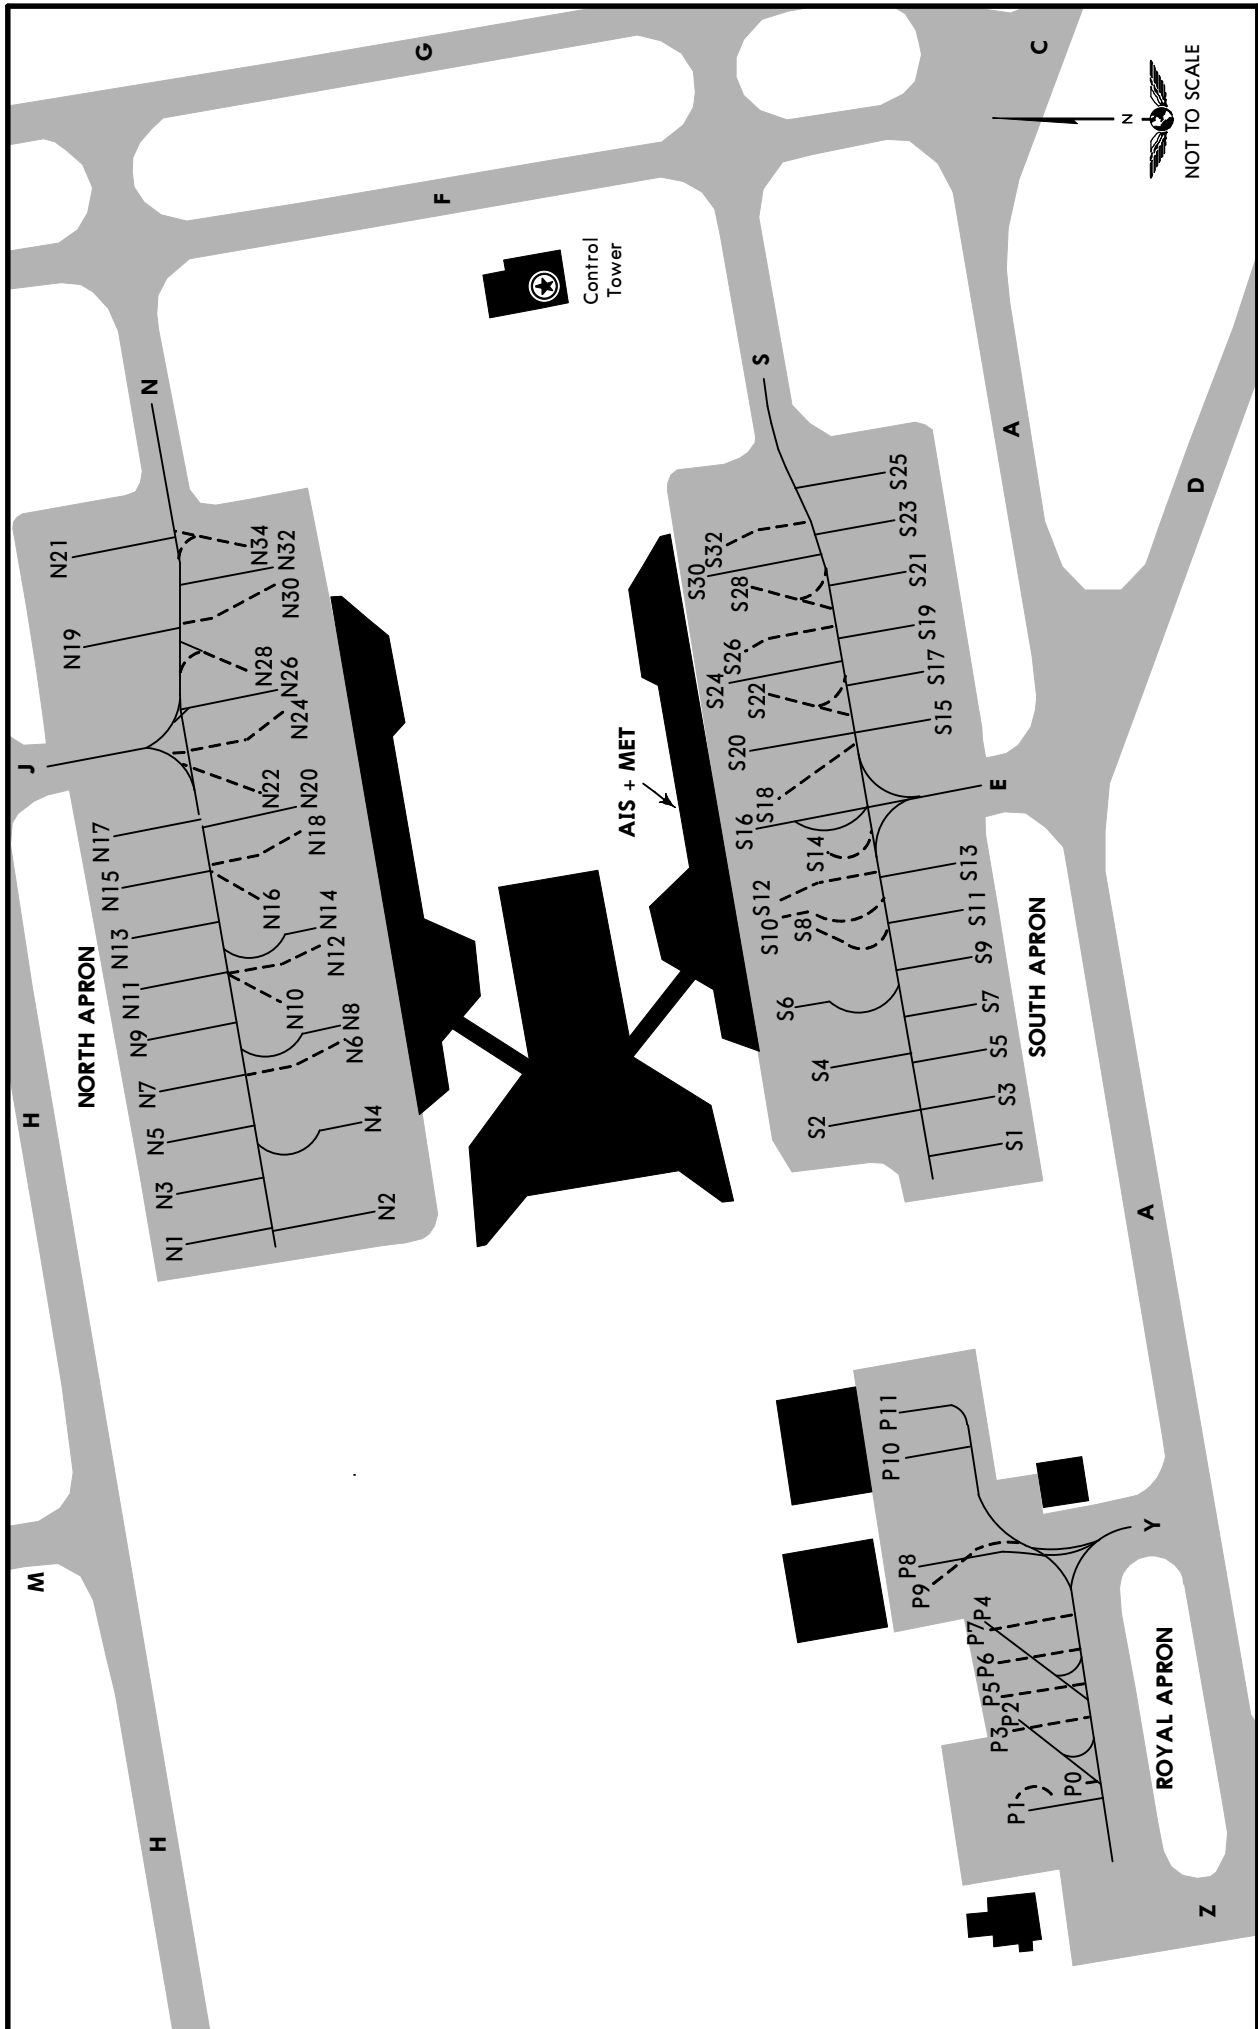 G
C
N
NOT TO SCALE
F
Control
Tower
N
S
A
D
N21
N34
N32
N30
N19
N28
N26
N24
J
N22
N20
N17
N18
N15
N16
N14
N13
N12
N11
N10
N9
N8
N7
N6
N5
N4
N3
N2
N1
NORTH APRON
H
S25
S23
S32
S21
S30
S28
S19
S26
S17
S24
S22
S15
S20
S18
E
S16
S14
S13
S12
S11
S10
S8
S9
S6
S7
S5
S4
S3
S2
S1
AIS + MET
SOUTH APRON
A
W
H
P11
P10
Y
P8
P9
P4
P7
P6
P5
P2
P3
P0
P1
ROYAL APRON
Z